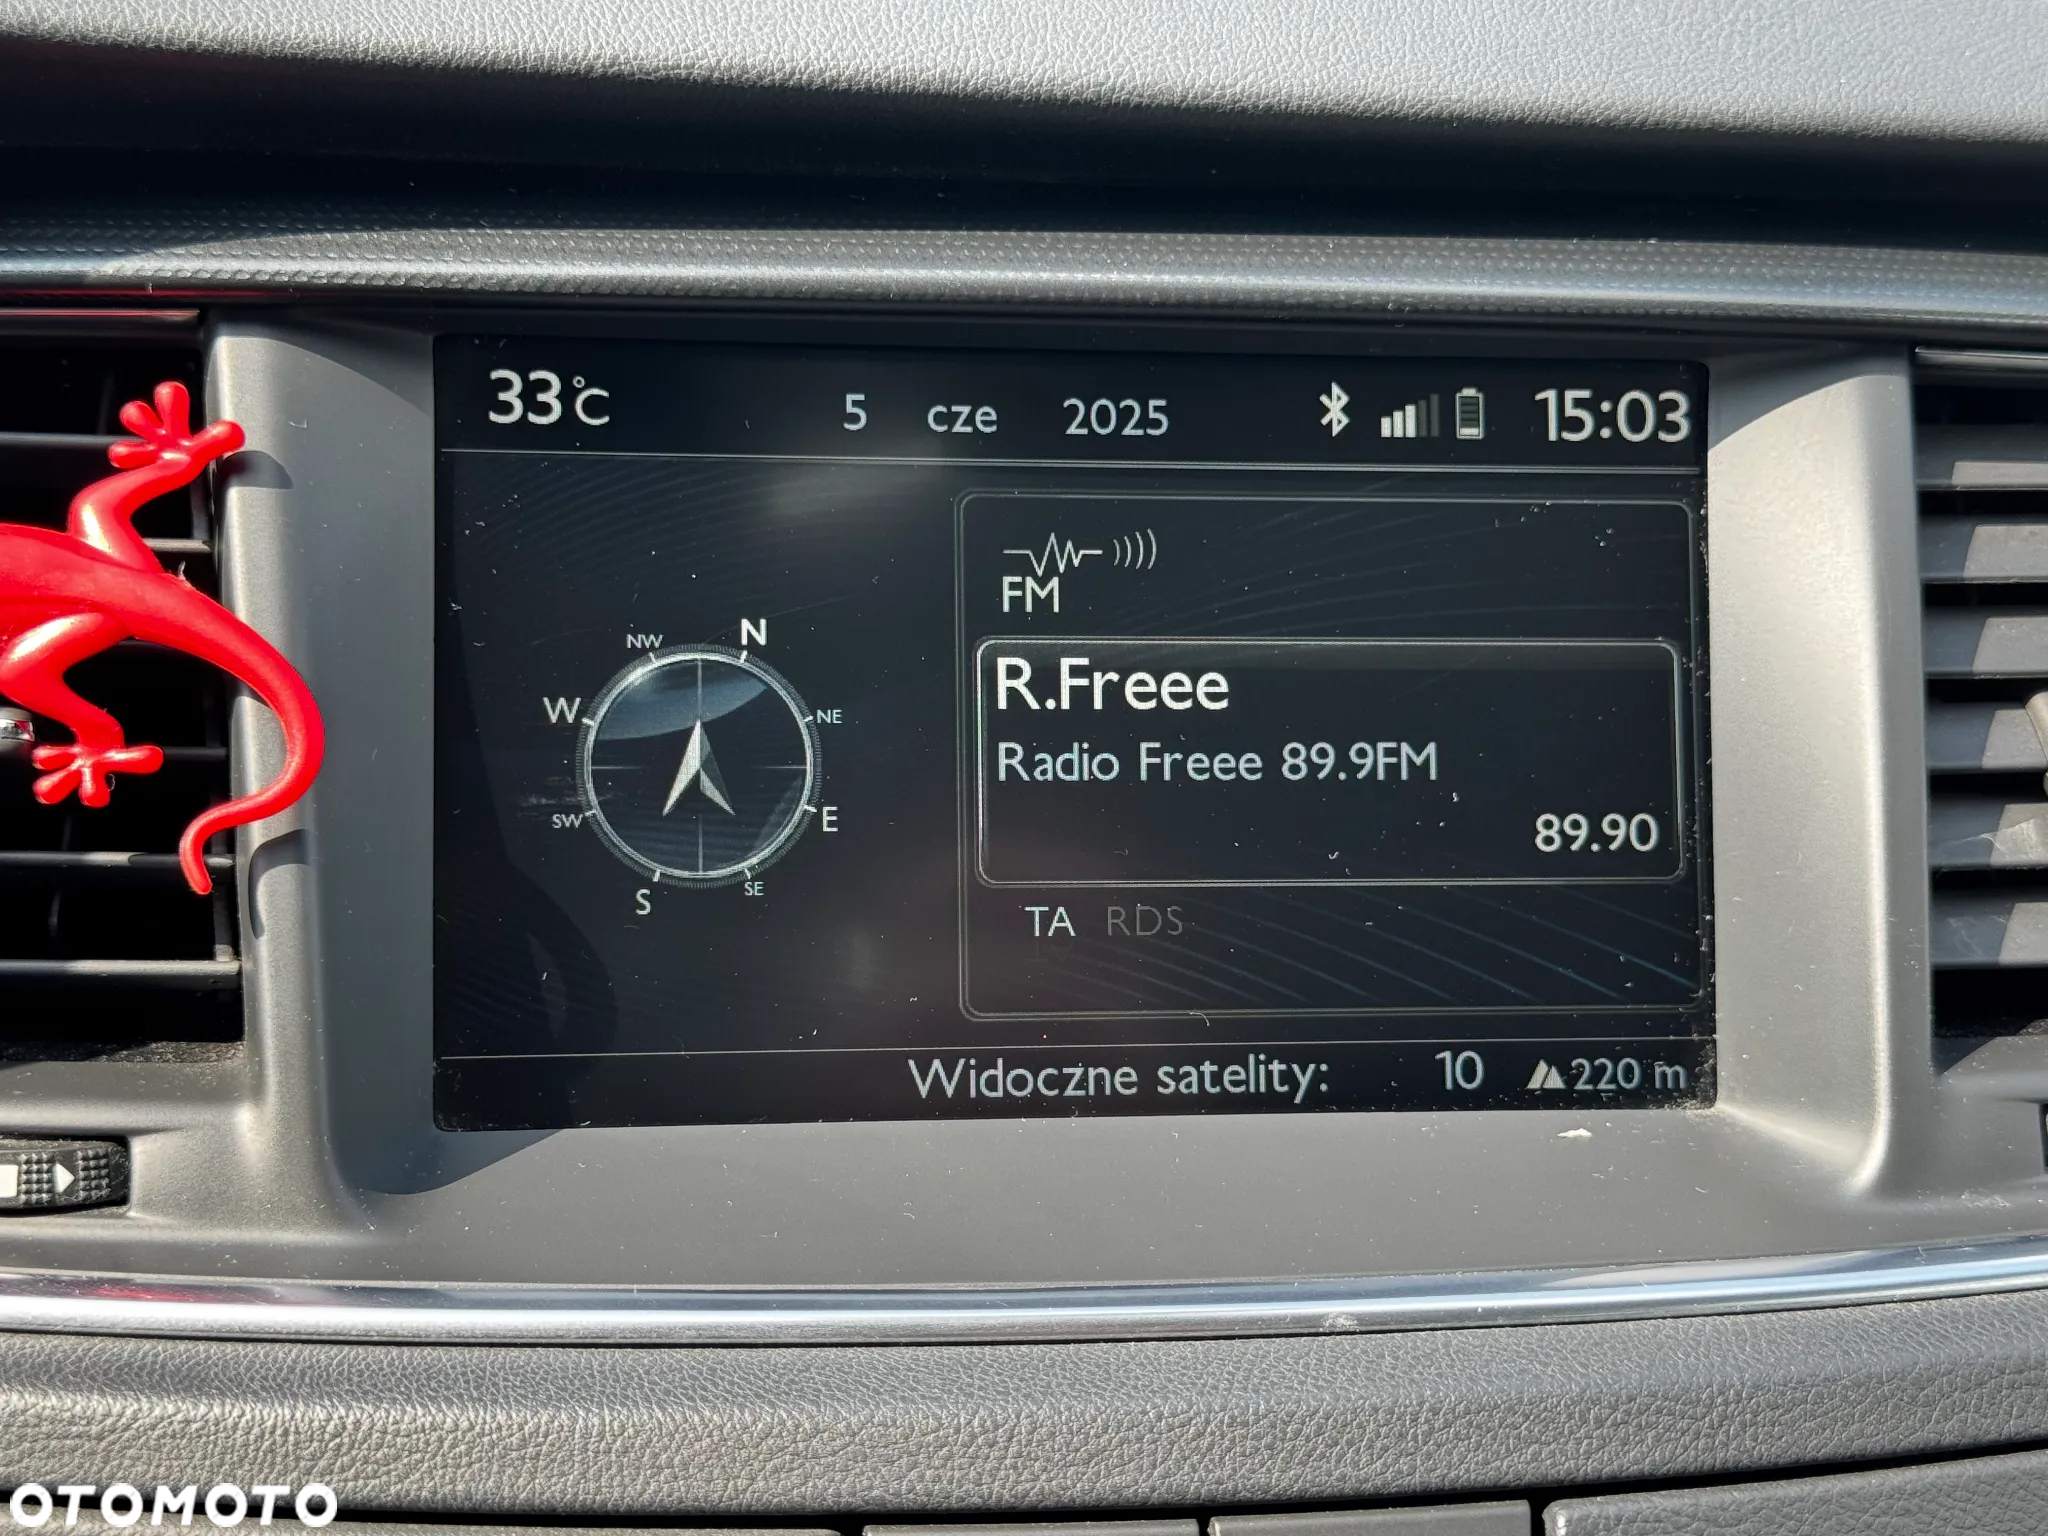 33°C 5 cze 2025 15:03
FM
R.Freee
Radio Freee 89.9FM
89.90
TA RDS
NW N
W NE
SW E
S SE
Widoczne satelity: 10 220 m
OTOMOTO